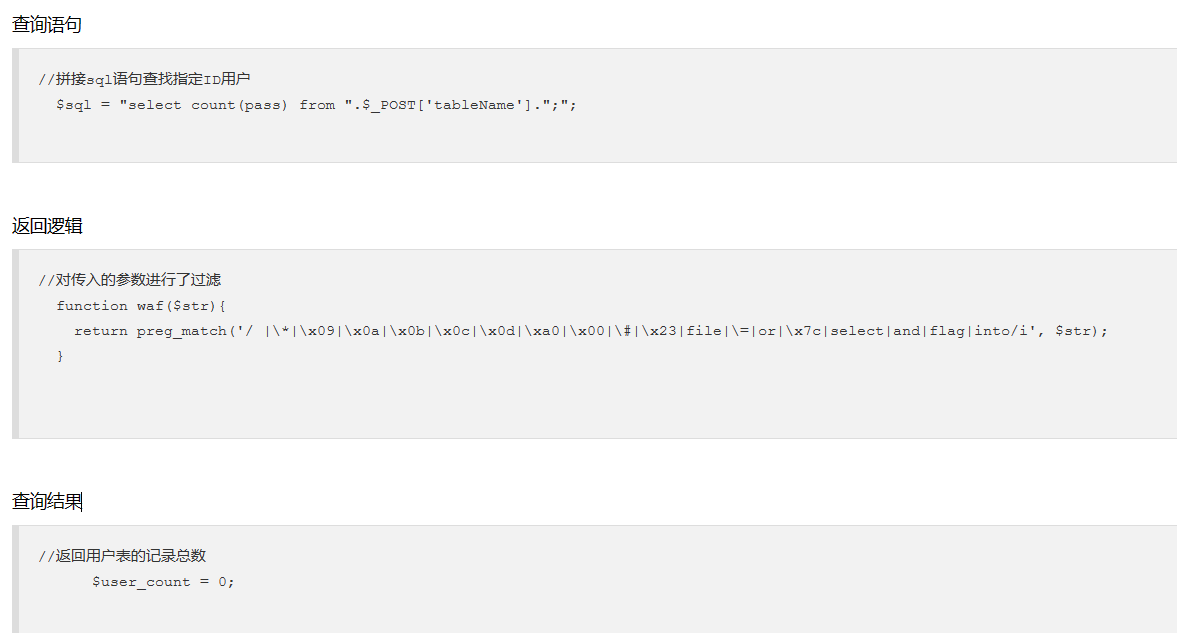 查询语句
//拼接sql语句查找指定ID用户
$sql = "select count(pass) from ".$_POST['tableName'].";";
返回逻辑
//对传入的参数进行了过滤
function waf($str){
return preg_match('/ |\*|\x09|\x0a|\x0b|\x0c|\x0d|\xa0|\x00|\#|\x23|file|\=|or|\x7c|select|and|flag|into/i', $str);
}
查询结果
//返回用户表的记录总数
$user_count = 0;